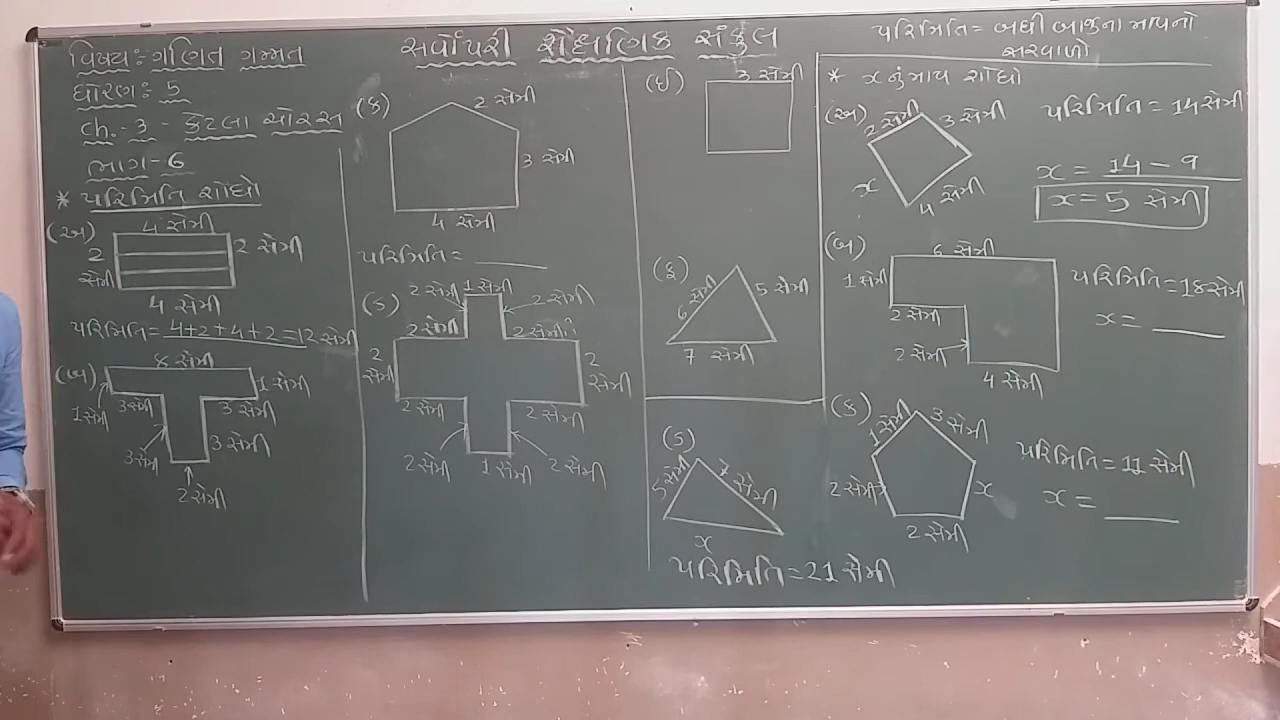 વિષય: ગણિત ગમ્મત
ધોરણ: 5
ch.-3 - કેટલા ચોરસ
ભાગ-6
* પરિમિતિ શોધો
(અ)
4 સેમી
2 સેમી
2 સેમી
4 સેમી
પરિમિતિ = 4+2+4+2 = 12 સેમી
(બ)
8 સેમી
1 સેમી
1 સેમી
3 સેમી
3 સેમી
3 સેમી
3 સેમી
2 સેમી
સર્વોપરી શૈક્ષણિક સંકુલ
(ક)
2 સેમી
3 સેમી
4 સેમી
પરિમિતિ = ____
(ડ)
1 સેમી
2 સેમી
2 સેમી
2 સેમી
2 સેમી
2 સેમી
2 સેમી
2 સેમી
2 સેમી
2 સેમી
1 સેમી
2 સેમી
(ઈ)
3 સેમી
(ફ)
6 સેમી
5 સેમી
7 સેમી
(ડ)
5 સેમી
7 સેમી
x
પરિમિતિ = 21 સેમી
પરિમિતિ = બધી બાજુના માપનો
સરવાળો
* x નું માપ શોધો
(અ)
2 સેમી
3 સેમી
x
4 સેમી
પરિમિતિ = 14 સેમી
x = 14 - 9
x = 5 સેમી
(બ)
6 સેમી
1 સેમી
2 સેમી
2 સેમી
4 સેમી
પરિમિતિ = 18 સેમી
x = ____
(ક)
1 સેમી
3 સેમી
2 સેમી
x
2 સેમી
પરિમિતિ = 11 સેમી
x = ____